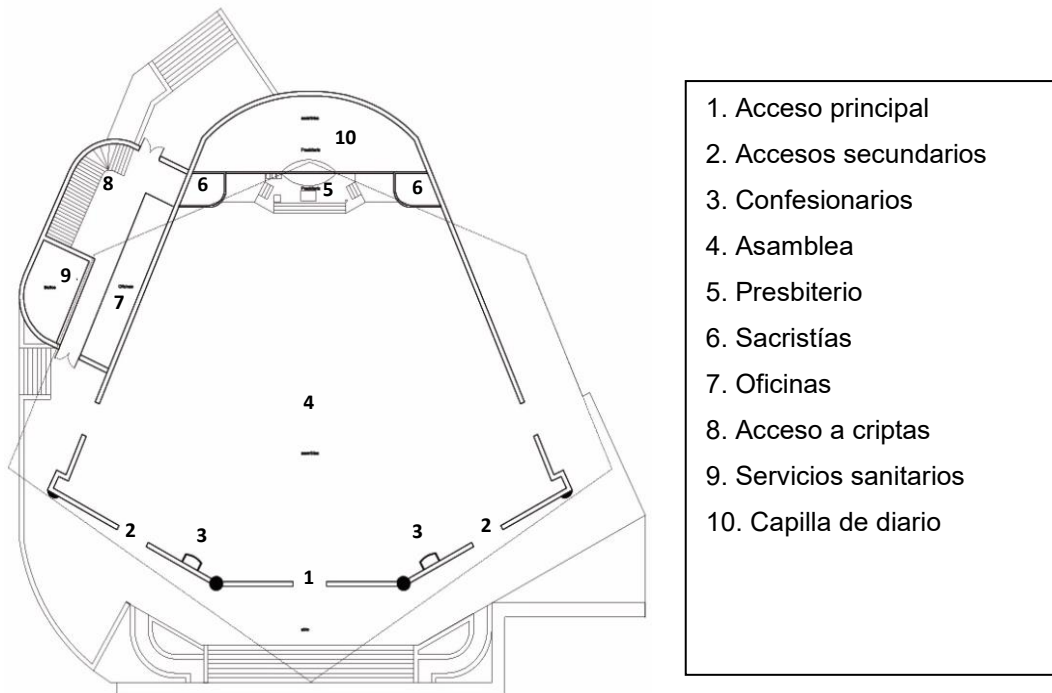 10
6
5
6
8
9
7
Oficinas
4
2
3
3
2
1
1. Acceso principal
2. Accesos secundarios
3. Confesionarios
4. Asamblea
5. Presbiterio
6. Sacristías
7. Oficinas
8. Acceso a criptas
9. Servicios sanitarios
10. Capilla de diario